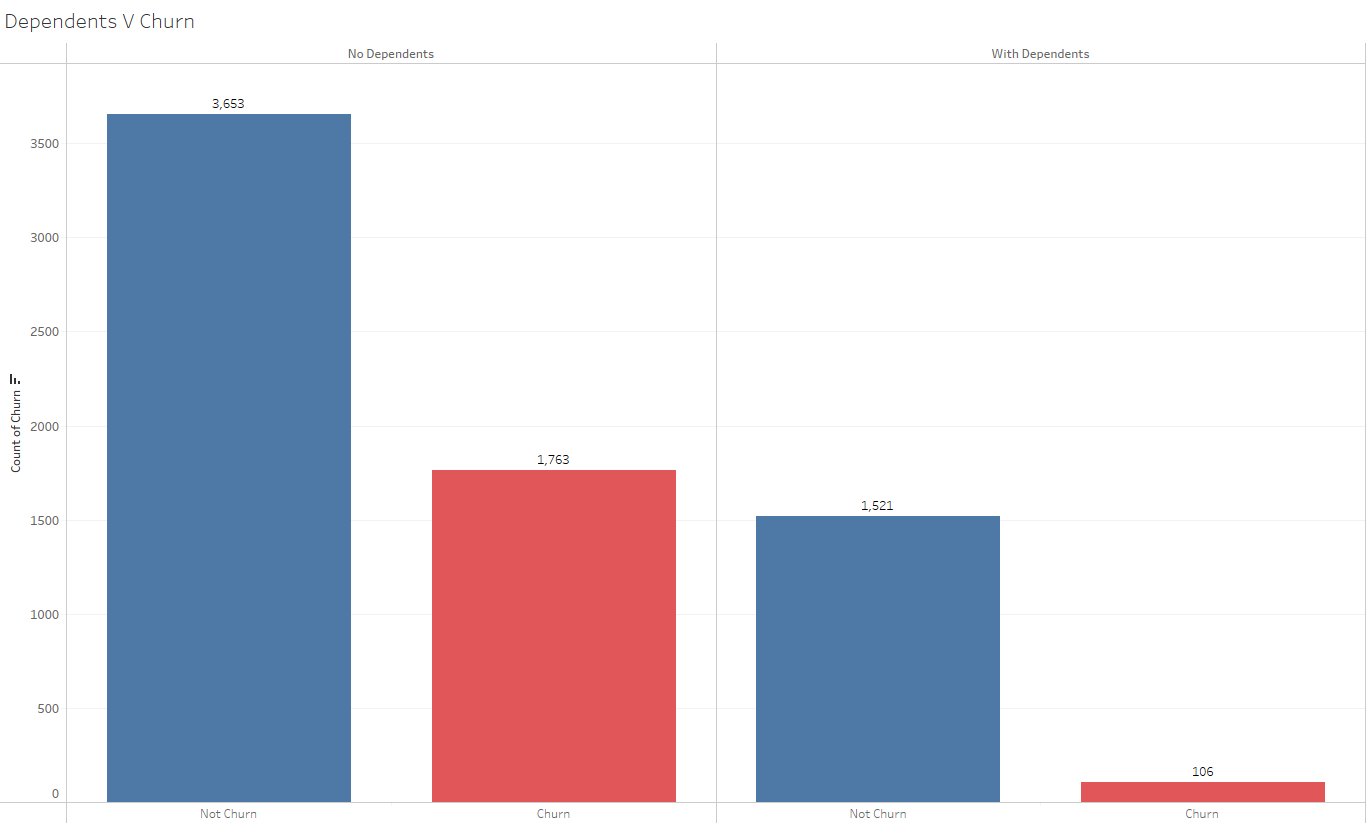 Dependents V Churn
No Dependents
With Dependents
Count of Churn
3500
3000
2500
2000
1500
1000
500
0
3,653
1,763
1,521
106
Not Churn
Churn
Not Churn
Churn